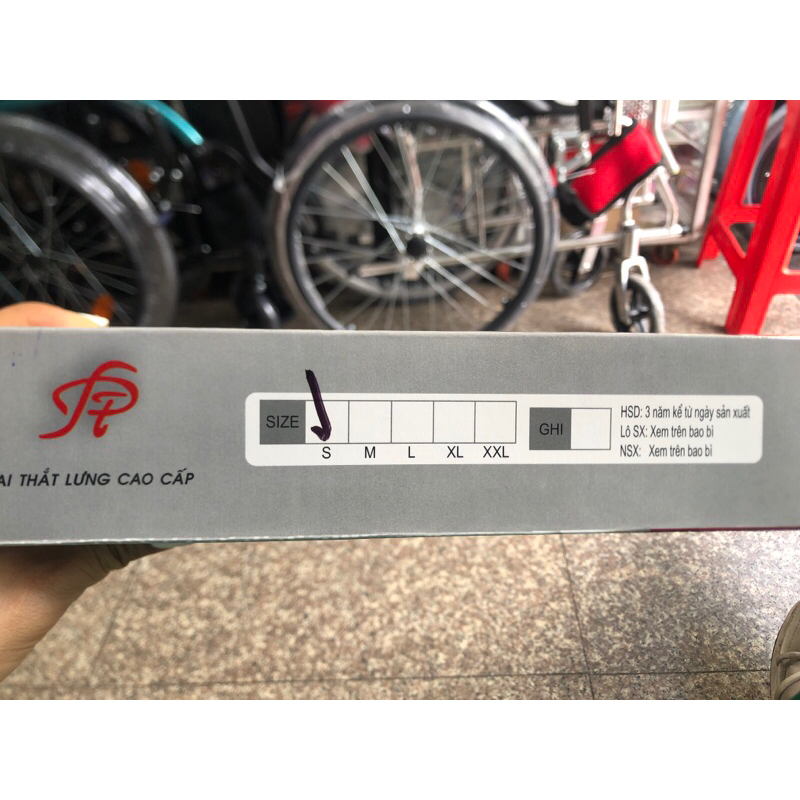 AI THẮT LƯNG CAO CẤP
SIZE
S M L XL XXL
GHI
HSD: 3 năm kể từ ngày sản xuất
Lô SX: Xem trên bao bì
NSX: Xem trên bao bì